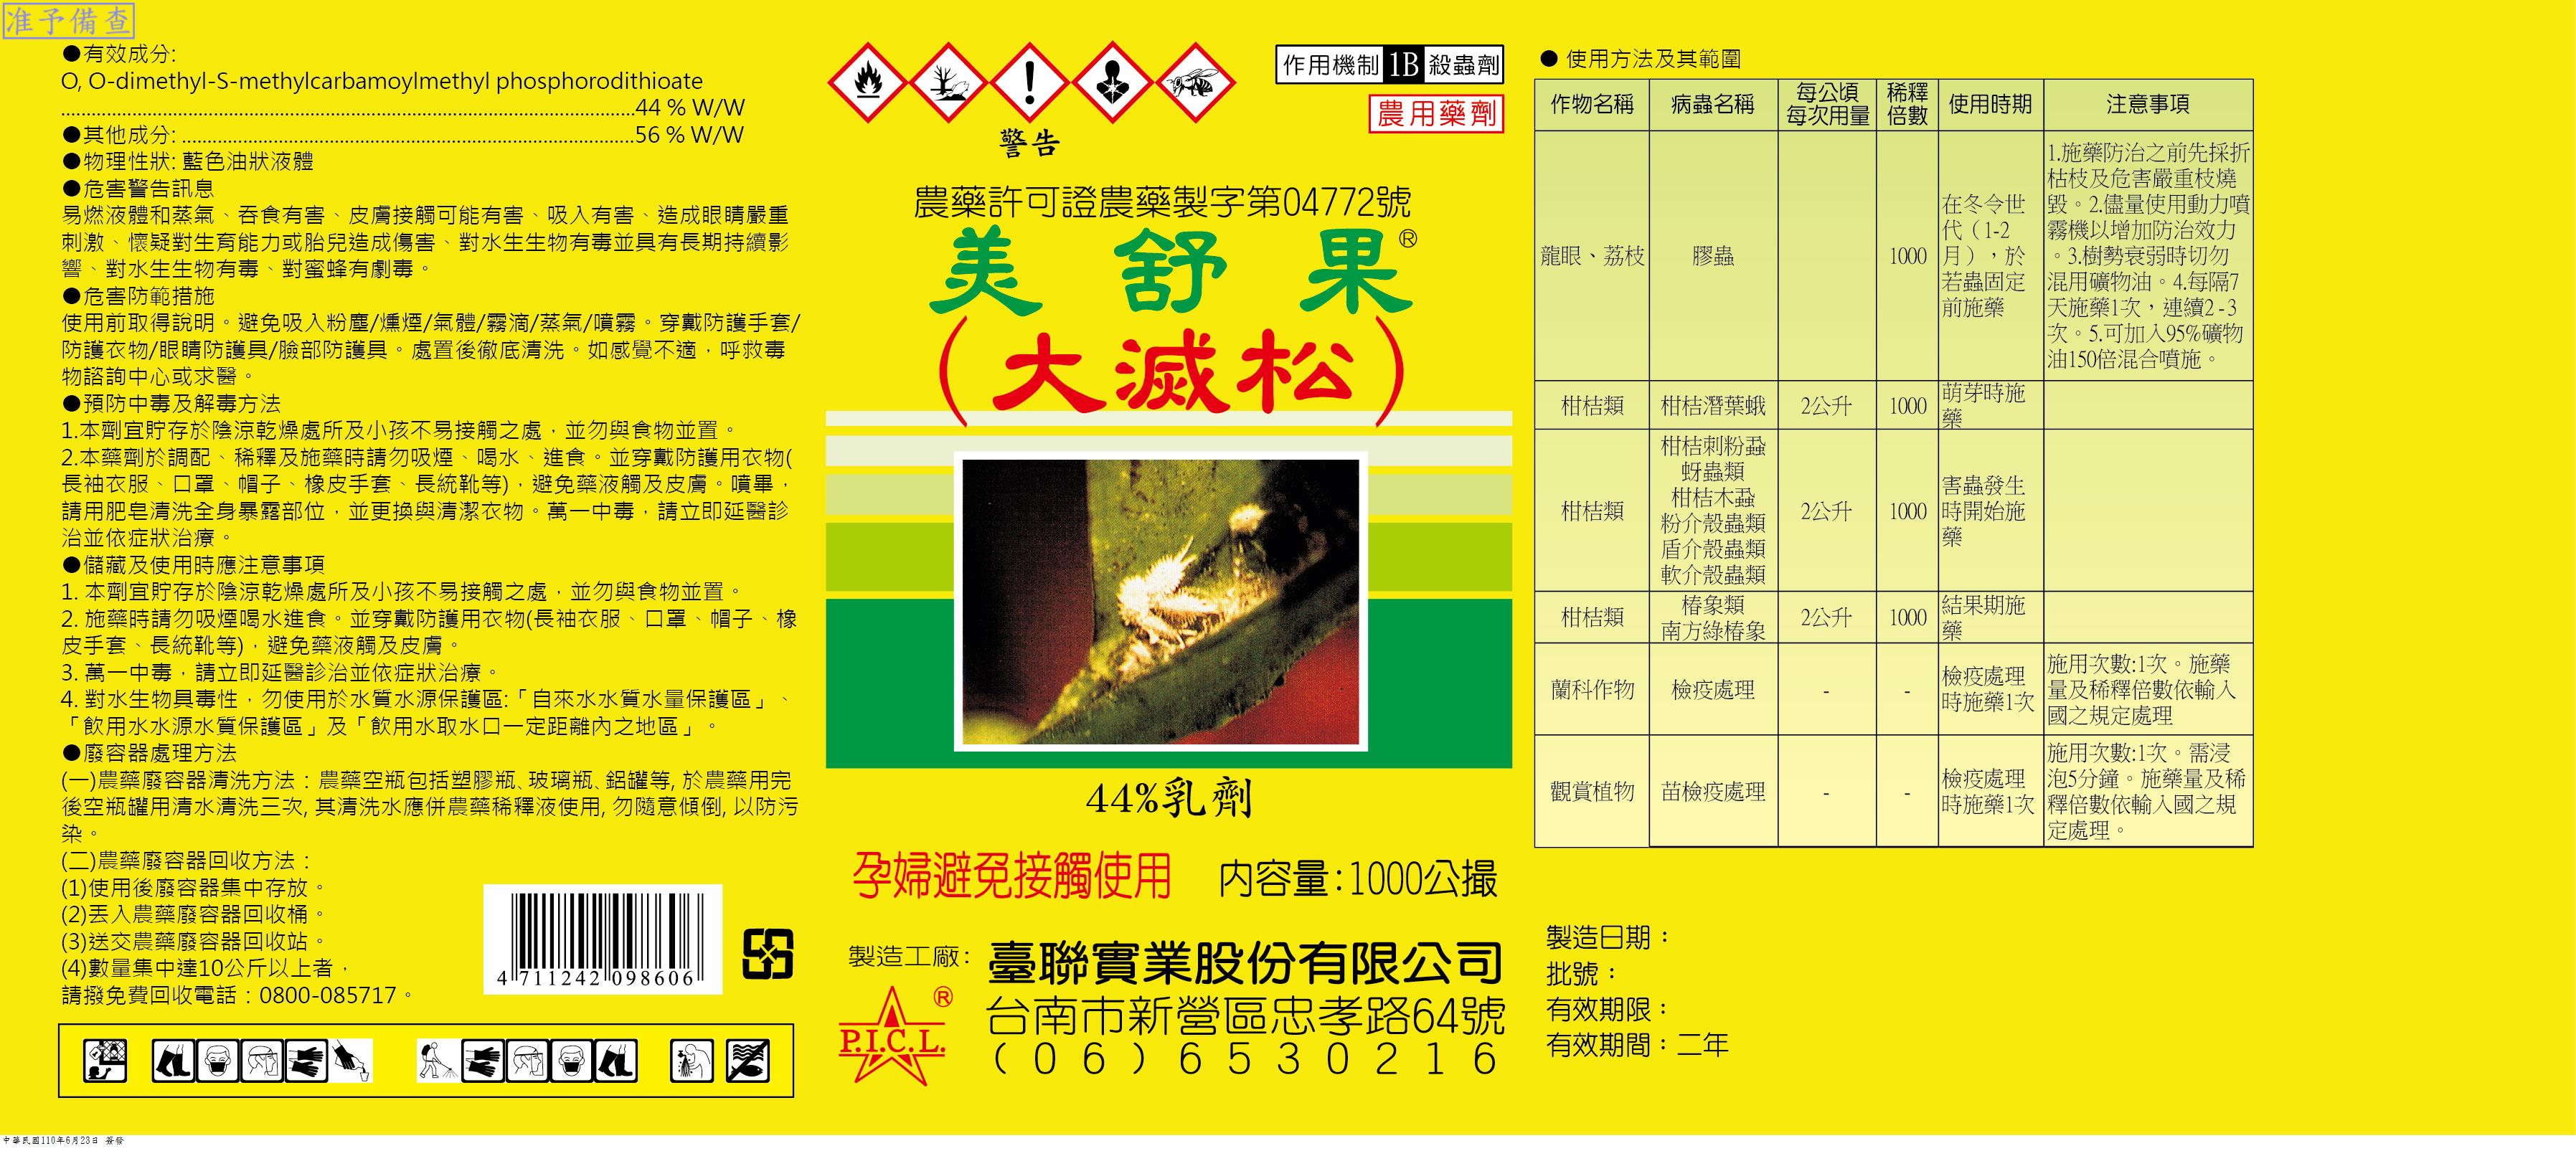 准予備查
●有效成分:
O, O-dimethyl-S-methylcarbamoylmethyl phosphorodithioate
..........44 % W/W
●其他成分: ..........56 % W/W
●物理性狀: 藍色油狀液體
●危害警告訊息
易燃液體和蒸氣、吞食有害、皮膚接觸可能有害、吸入有害、造成眼睛嚴重
刺激、懷疑對生育能力或胎兒造成傷害、對水生生物有毒並具有長期持續影
響、對水生生物有毒、對蜜蜂有劇毒。
●危害防範措施
使用前取得說明。避免吸入粉塵/燻煙/氣體/霧滴/蒸氣/噴霧。穿戴防護手套/
防護衣物/眼睛防護具/臉部防護具。處置後徹底清洗。如感覺不適，呼救毒
物諮詢中心或求醫。
●預防中毒及解毒方法
1.本劑宜貯存於陰涼乾燥處所及小孩不易接觸之處，並勿與食物並置。
2.本藥劑於調配、稀釋及施藥時請勿吸煙、喝水、進食。並穿戴防護用衣物(
長袖衣服、口罩、帽子、橡皮手套、長統靴等)，避免藥液觸及皮膚。噴畢，
請用肥皂清洗全身暴露部位，並更換與清潔衣物。萬一中毒，請立即延醫診
治並依症狀治療。
●儲藏及使用時應注意事項
1. 本劑宜貯存於陰涼乾燥處所及小孩不易接觸之處，並勿與食物並置。
2. 施藥時請勿吸煙喝水進食。並穿戴防護用衣物(長袖衣服、口罩、帽子、橡
皮手套、長統靴等)，避免藥液觸及皮膚。
3. 萬一中毒，請立即延醫診治並依症狀治療。
4. 對水生物具毒性，勿使用於水質水源保護區:「自來水水質水量保護區」、
「飲用水水源水質保護區」及「飲用水取水口一定距離內之地區」。
●廢容器處理方法
(一)農藥廢容器清洗方法：農藥空瓶包括塑膠瓶、玻璃瓶、鋁罐等, 於農藥用完
後空瓶罐用清水清洗三次, 其清洗水應併農藥稀釋液使用, 勿隨意傾倒, 以防污
染。
(二)農藥廢容器回收方法：
(1)使用後廢容器集中存放。
(2)丟入農藥廢容器回收桶。
(3)送交農藥廢容器回收站。
(4)數量集中達10公斤以上者，
請撥免費回收電話：0800-085717。
4 711242 098606
警告
作用機制 1B 殺蟲劑
農用藥劑
農藥許可證農藥製字第04772號
美舒果®
(大滅松)
44%乳劑
孕婦避免接觸使用 內容量:1000公撮
製造工廠: 臺聯實業股份有限公司
P.I.C.L. ®
台南市新營區忠孝路64號
(06)6530216
● 使用方法及其範圍
作物名稱 病蟲名稱 每公頃每次用量 稀釋倍數 使用時期 注意事項
龍眼、荔枝 膠蟲 1000
在冬令世
代（1-2
月），於
若蟲固定
前施藥
1.施藥防治之前先採折
枯枝及危害嚴重枝燒
毀。2.儘量使用動力噴
霧機以增加防治效力
。3.樹勢衰弱時切勿
混用礦物油。4.每隔7
天施藥1次，連續2-3
次。5.可加入95%礦物
油150倍混合噴施。
柑桔類 柑桔潛葉蛾 2公升 1000 萌芽時施藥
柑桔類
柑桔刺粉蝨
蚜蟲類
柑桔木蝨
粉介殼蟲類
盾介殼蟲類
軟介殼蟲類
2公升 1000
害蟲發生
時開始施
藥
柑桔類
椿象類
南方綠椿象
2公升 1000
結果期施
藥
蘭科作物 檢疫處理 - -
檢疫處理
時施藥1次
施用次數:1次。施藥
量及稀釋倍數依輸入
國之規定處理
觀賞植物 苗檢疫處理 - -
檢疫處理
時施藥1次
施用次數:1次。需浸
泡5分鐘。施藥量及稀
釋倍數依輸入國之規
定處理。
製造日期：
批號：
有效期限：
有效期間：二年
中華民國110年6月23日 簽發